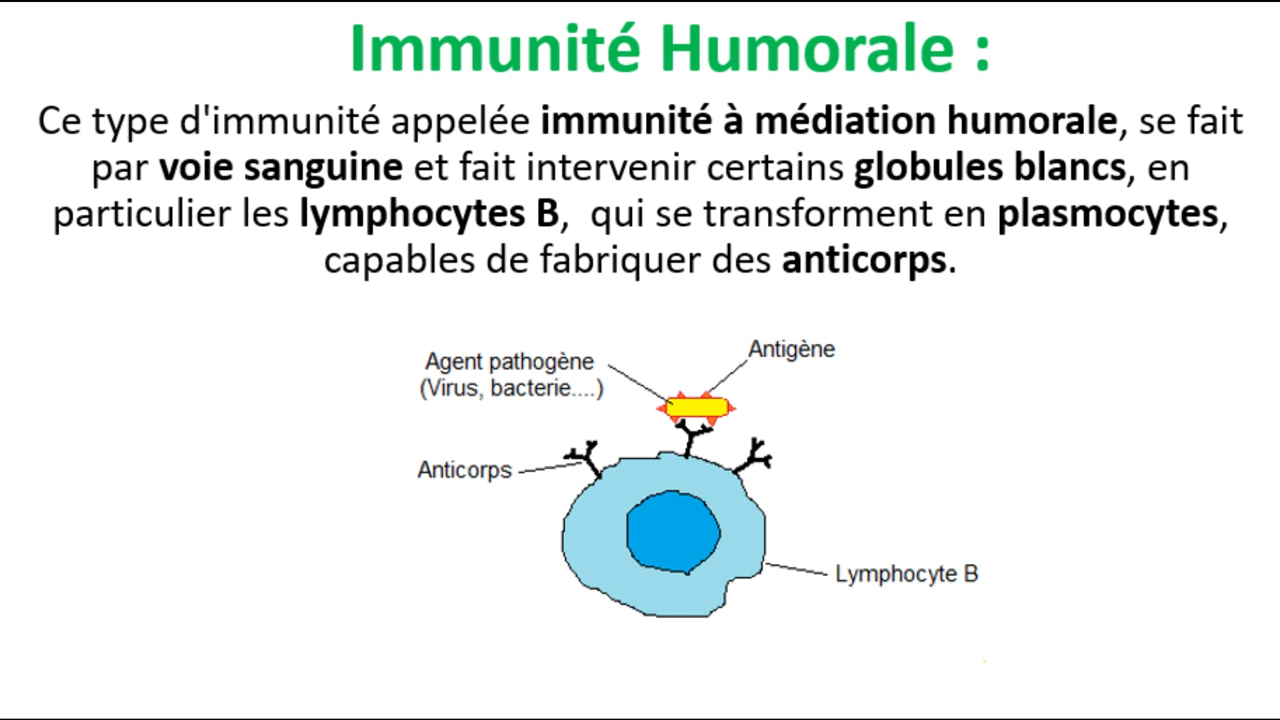 Immunité Humorale :
Ce type d'immunité appelée immunité à médiation humorale, se fait
par voie sanguine et fait intervenir certains globules blancs, en
particulier les lymphocytes B,  qui se transforment en plasmocytes,
capables de fabriquer des anticorps.
Antigène
Agent pathogène
(Virus, bacterie....)
Anticorps
Lymphocyte B